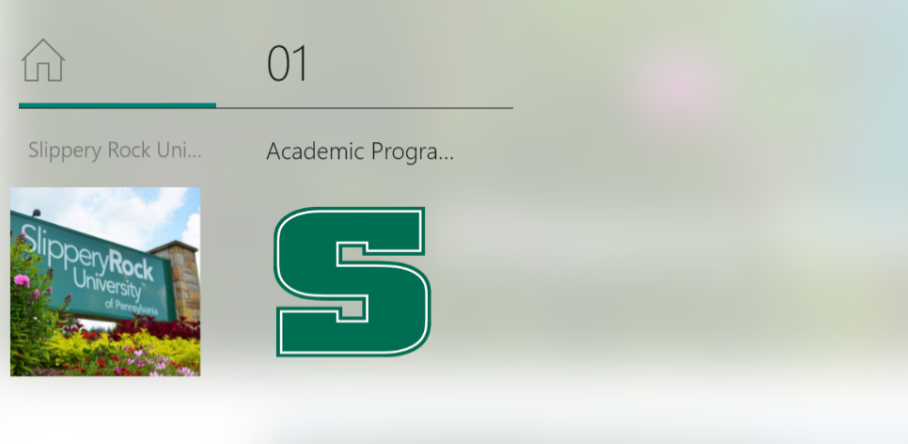 01
Slippery Rock Uni...
Academic Progra...
SlipperyRock
University
of Pennsylvania
S